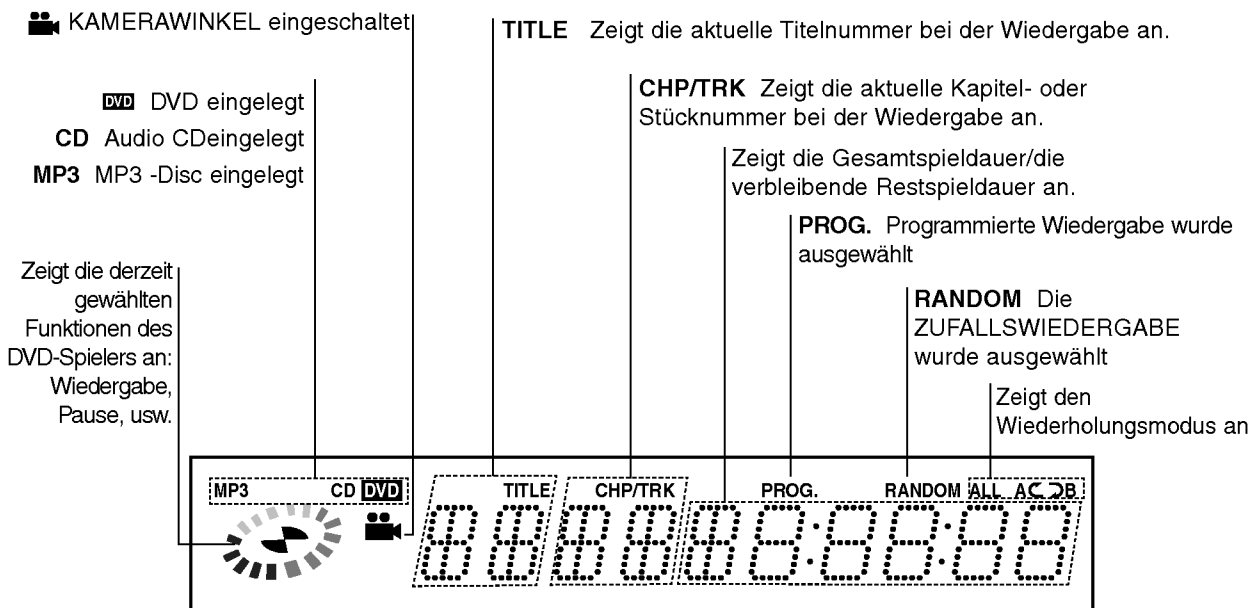 KAMERAWINKEL eingeschaltet
TITLE Zeigt die aktuelle Titelnummer bei der Wiedergabe an.
DVD DVD eingelegt
CD Audio CDeingelegt
MP3 MP3 -Disc eingelegt
CHP/TRK Zeigt die aktuelle Kapitel- oder
Stücknummer bei der Wiedergabe an.
Zeigt die Gesamtspieldauer/die
verbleibende Restspieldauer an.
PROG. Programmierte Wiedergabe wurde
ausgewählt
RANDOM Die
ZUFALLSWIEDERGABE
wurde ausgewählt
Zeigt den
Wiederholungsmodus an
Zeigt die derzeit
gewählten
Funktionen des
DVD-Spielers an:
Wiedergabe,
Pause, usw.
MP3 CD DVD TITLE CHP/TRK PROG. RANDOM ALL A B